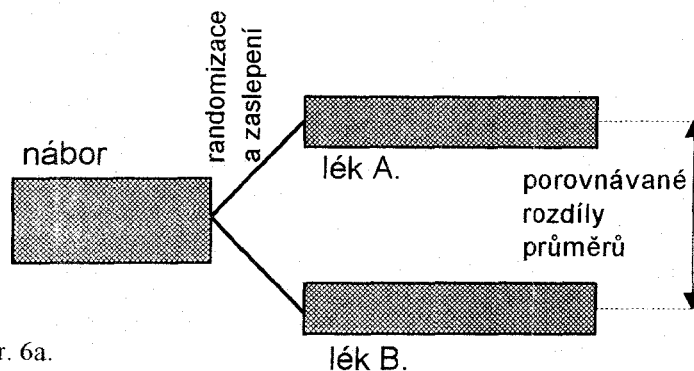 nábor
randomizace
a zaslepení
lék A.
porovnávané
rozdíly
průměrů
lék B.
r. 6a.